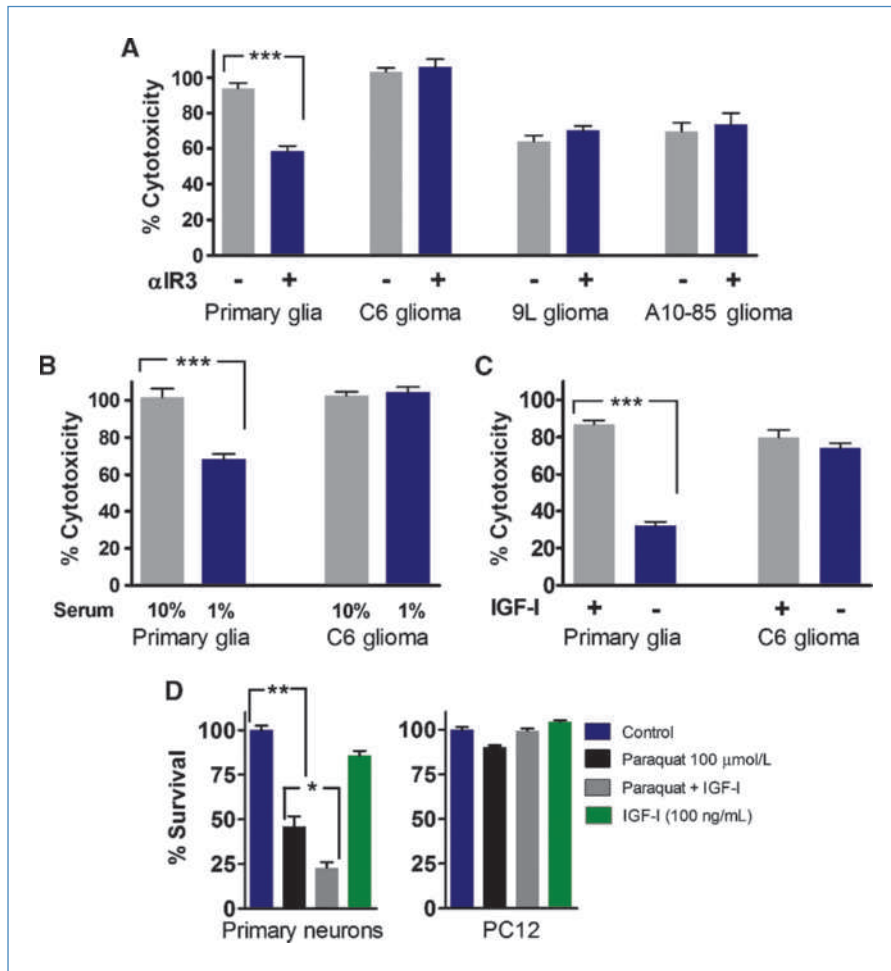 A
***
% Cytotoxicity
100
80
60
40
20
0
αIR3 - + - + - + - +
Primary glia C6 glioma 9L glioma A10-85 glioma
B
***
% Cytotoxicity
100
80
60
40
20
0
Serum 10% 1% 10% 1%
Primary glia C6 glioma
C
***
% Cytotoxicity
100
80
60
40
20
0
IGF-I + - + -
Primary glia C6 glioma
D
**
*
% Survival
100
75
50
25
0
Primary neurons
100
75
50
25
0
PC12
Control
Paraquat 100 μmol/L
Paraquat + IGF-I
IGF-I (100 ng/mL)